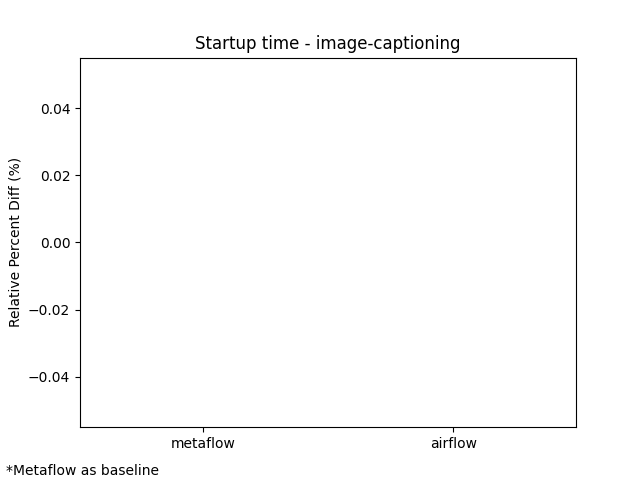 Startup time - image-captioning
Relative Percent Diff (%)
0.04
0.02
0.00
−0.02
−0.04
metaflow airflow
*Metaflow as baseline